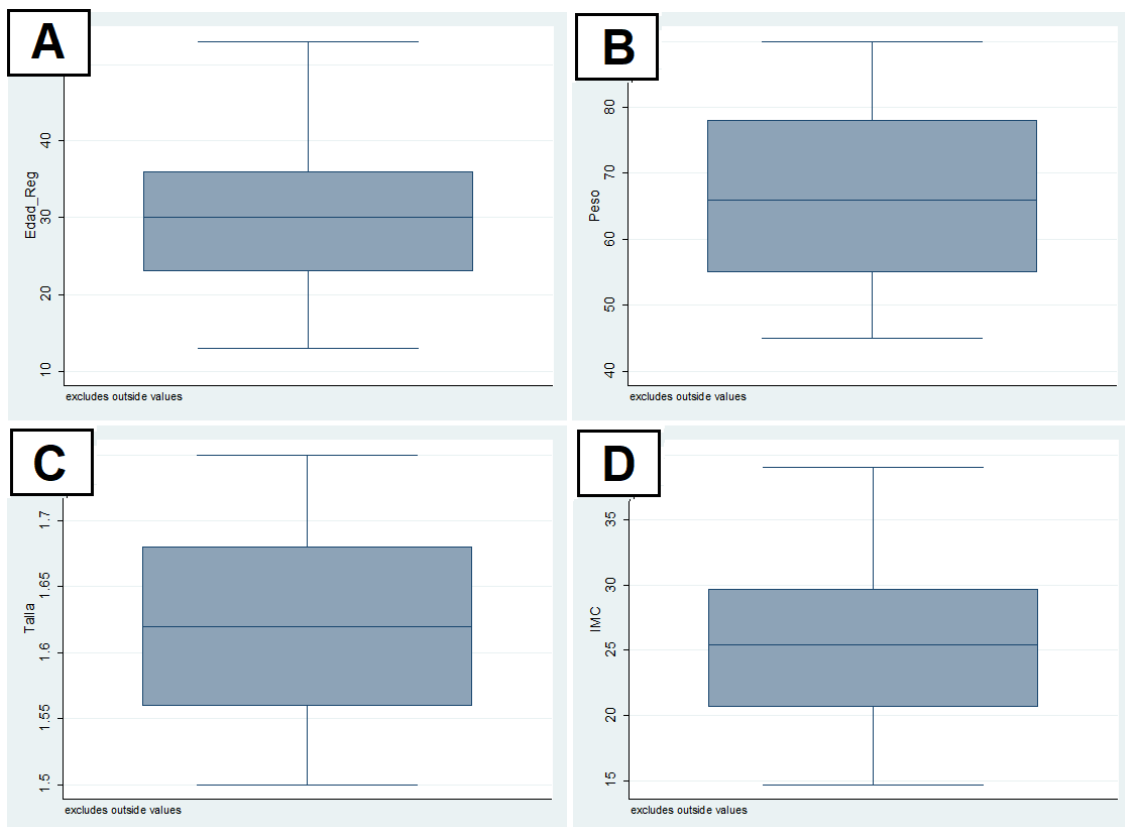 A
Edad_Reg
40
30
20
10
excludes outside values
B
Peso
80
70
60
50
40
excludes outside values
C
Talla
1.7
1.65
1.6
1.55
1.5
excludes outside values
D
IMC
35
30
25
20
15
excludes outside values